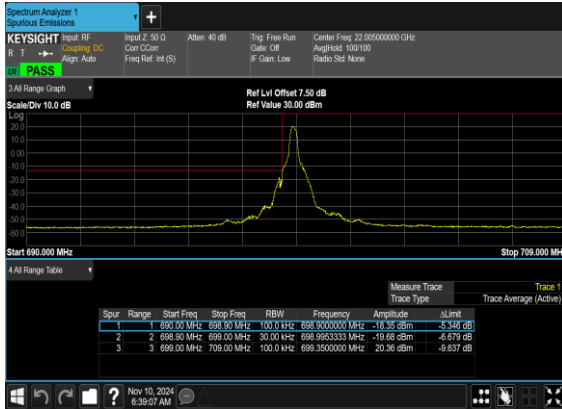 Spectrum Analyzer 1
Spurious Emissions
+
KEYSIGHT Input: RF Input Z: 50 Ω Atten: 40 dB Trig: Free Run Center Freq: 22.005000000 GHz
R T Coupling: DC Corr CCorr Gate: Off Avg|Hold: 100/100
Align: Auto Freq Ref: Int (S) IF Gain: Low Radio Std: None
PASS
3 All Range Graph
Ref Lvl Offset 7.50 dB
Scale/Div 10.0 dB Ref Value 30.00 dBm
Log
20.0
10.0
0.00
-10.0
-20.0
-30.0
-40.0
-50.0
-60.0
Start 690.000 MHz Stop 709.000 MHz
4 All Range Table
Measure Trace Trace 1
Trace Type Trace Average (Active)
Spur Range Start Freq Stop Freq RBW Frequency Amplitude ΔLimit
1 1 690.00 MHz 698.90 MHz 100.0 kHz 698.9000000 MHz -18.35 dBm -5.346 dB
2 2 698.90 MHz 699.00 MHz 30.00 kHz 698.9953333 MHz -19.68 dBm -6.679 dB
3 3 699.00 MHz 709.00 MHz 100.0 kHz 699.3500000 MHz 20.36 dBm -9.637 dB
? Nov 10, 2024
6:39:07 AM